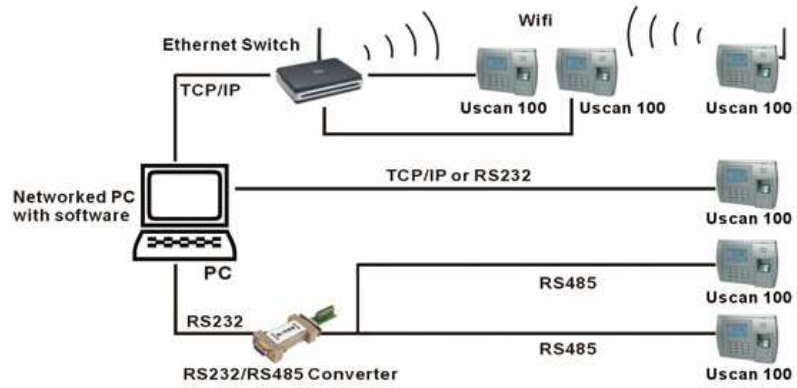 Wifi
Ethernet Switch
TCP/IP
Uscan 100
Uscan 100
Uscan 100
TCP/IP or RS232
Networked PC
with software
Uscan 100
PC
RS485
Uscan 100
RS232
RS485
RS232/RS485 Converter
Uscan 100